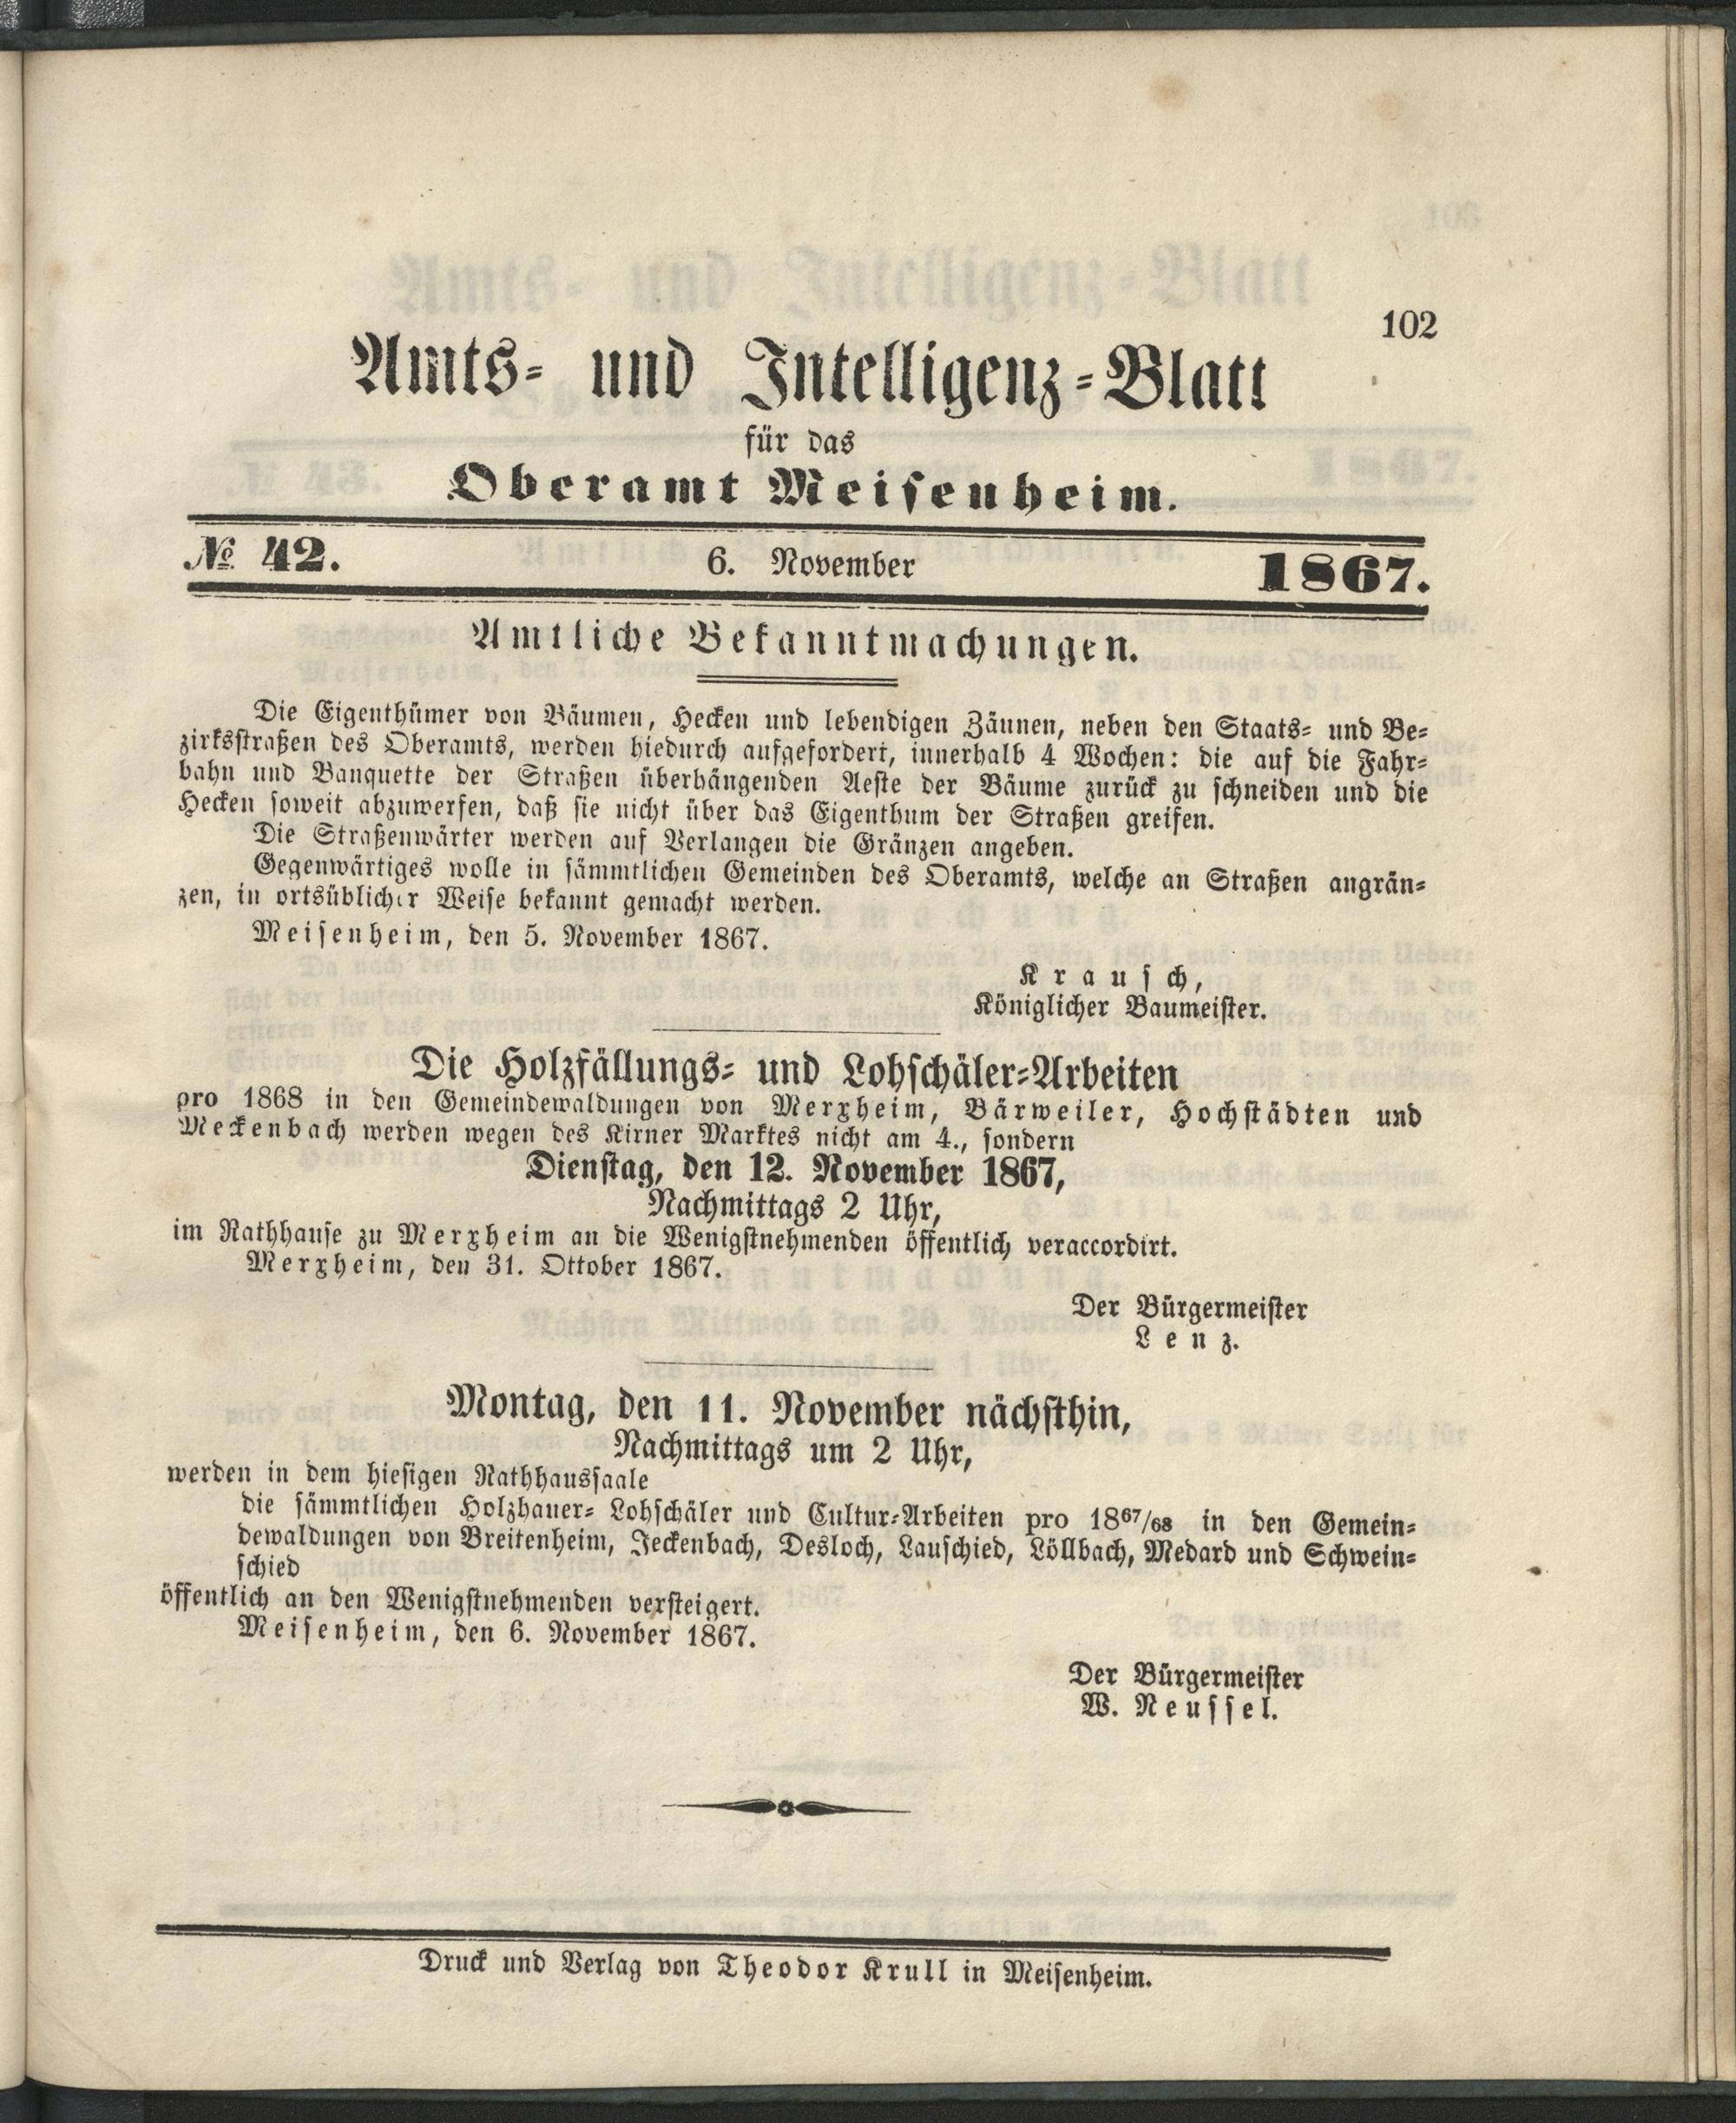 102
Amts- und Intelligenz-Blatt
für das
Oberamt Meisenheim.
№ 42. 6. November 1867.
Amtliche Bekanntmachungen.
Die Eigenthümer von Bäumen, Hecken und lebendigen Zäunen, neben den Staats- und Be-
zirksstraßen des Oberamts, werden hiedurch aufgefordert, innerhalb 4 Wochen: die auf die Fahr-
bahn und Banquette der Straßen überhängenden Aeste der Bäume zurück zu schneiden und die
Hecken soweit abzuwerfen, daß sie nicht über das Eigenthum der Straßen greifen.
Die Straßenwärter werden auf Verlangen die Gränzen angeben.
Gegenwärtiges wolle in sämmtlichen Gemeinden des Oberamts, welche an Straßen angrän-
zen, in ortsüblicher Weise bekannt gemacht werden.
Meisenheim, den 5. November 1867.
Krausch,
Königlicher Baumeister.
Die Holzfällungs- und Lohschäler-Arbeiten
pro 1868 in den Gemeindewaldungen von Merxheim, Bärweiler, Hochstädten und
Meckenbach werden wegen des Kirner Marktes nicht am 4., sondern
Dienstag, den 12. November 1867,
Nachmittags 2 Uhr,
im Rathhause zu Merxheim an die Wenigstnehmenden öffentlich veraccordirt.
Merxheim, den 31. Ottober 1867.
Der Bürgermeister
Lenz.
Montag, den 11. November nächsthin,
Nachmittags um 2 Uhr,
werden in dem hiesigen Rathhaussaale
die sämmtlichen Holzhauer- Lohschäler und Cultur-Arbeiten pro 1867/68 in den Gemein-
dewaldungen von Breitenheim, Jeckenbach, Desloch, Lauschied, Löllbach, Medard und Schwein-
schied
öffentlich an den Wenigstnehmenden versteigert.
Meisenheim, den 6. November 1867.
Der Bürgermeister
W. Neussel.
Druck und Verlag von Theodor Krull in Meisenheim.